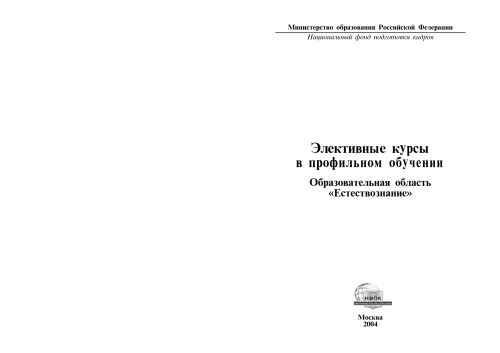 Министерство образования Российской Федерации
Национальный фонд подготовки кадров
Элективные курсы
в профильном обучении
Образовательная область
«Естествознание»
НФПК
Москва
2004